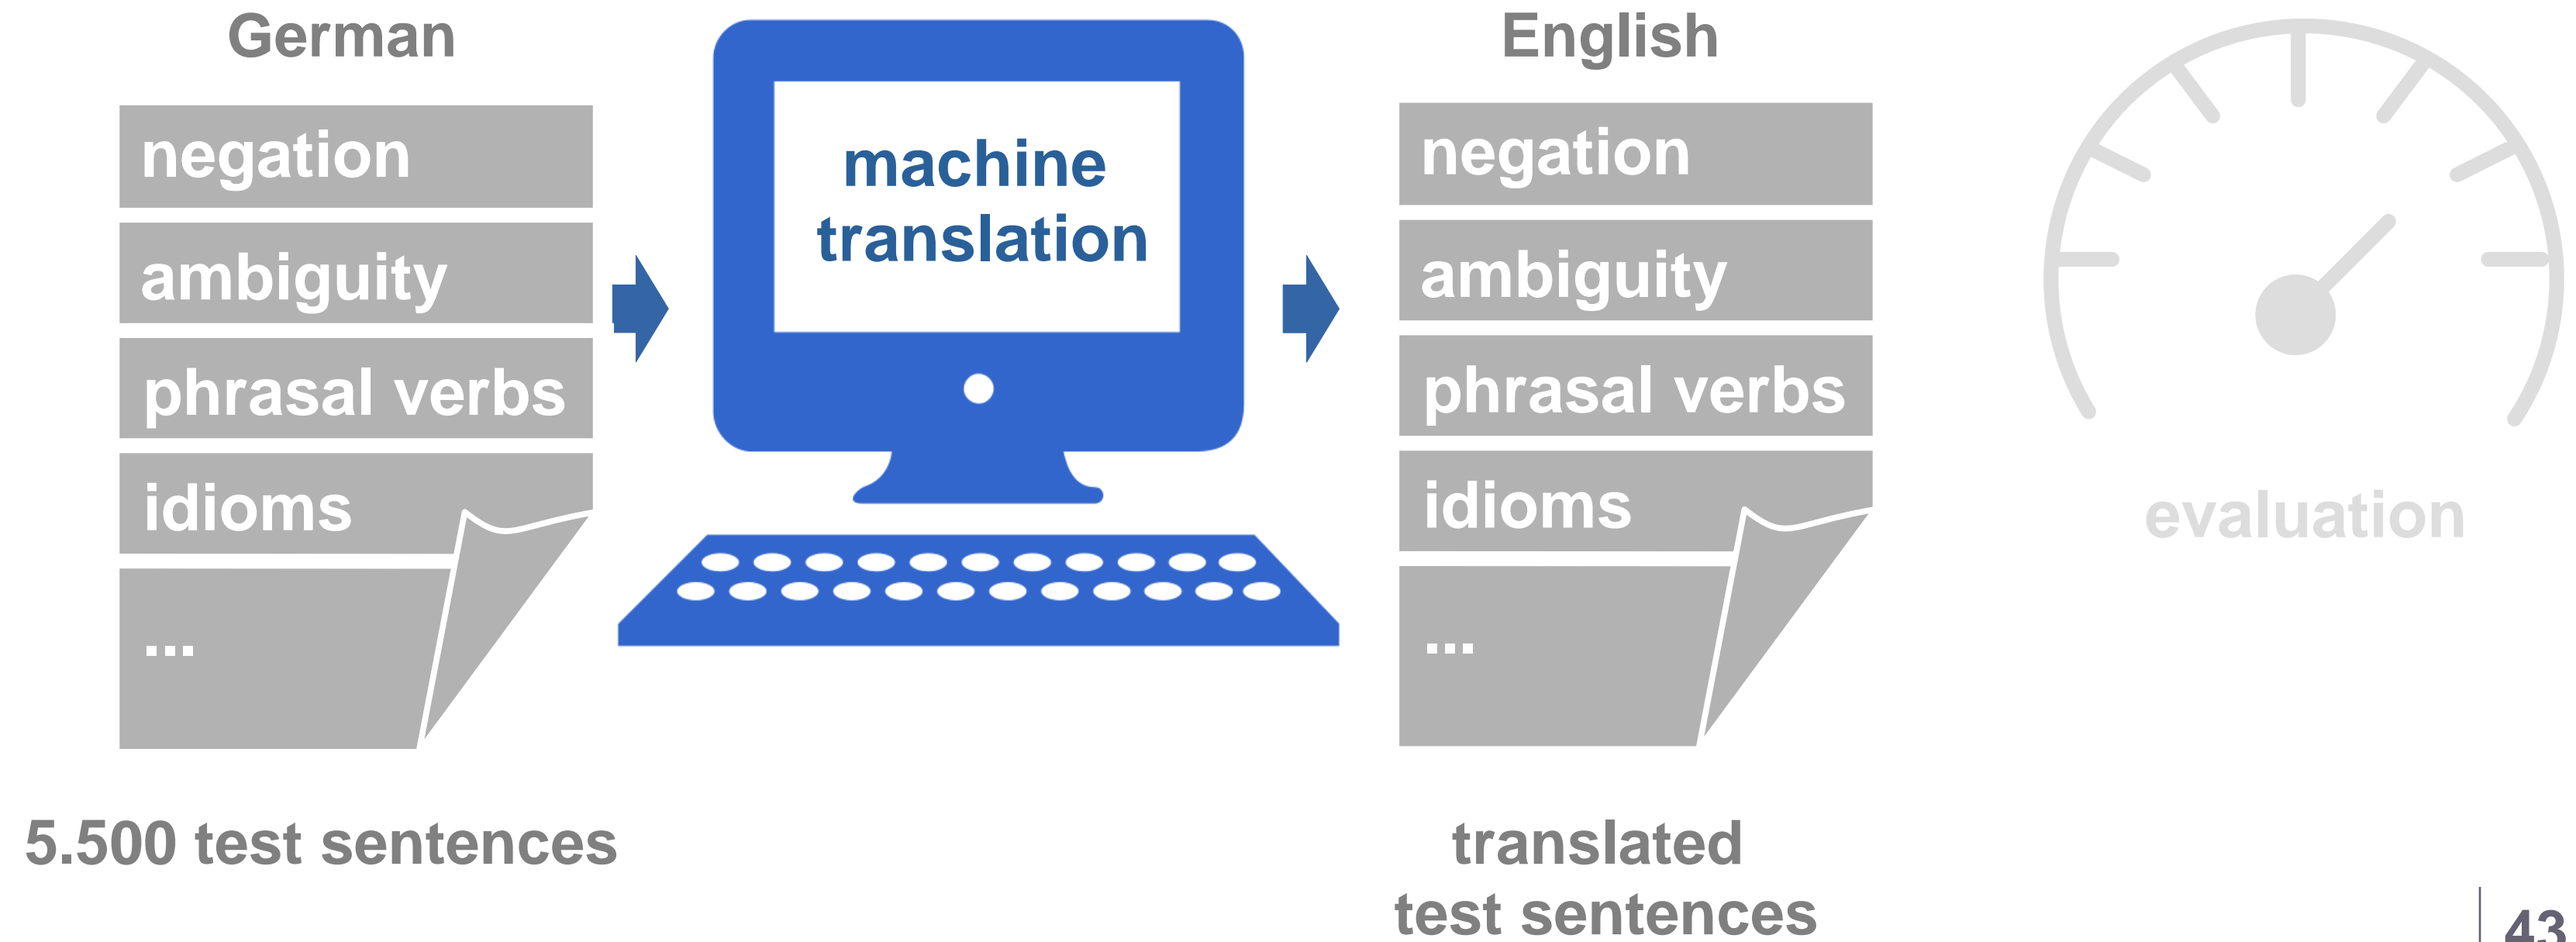 German
negation
ambiguity
phrasal verbs
idioms
...
5.500 test sentences
machine
translation
English
negation
ambiguity
phrasal verbs
idioms
...
translated
test sentences
evaluation
43